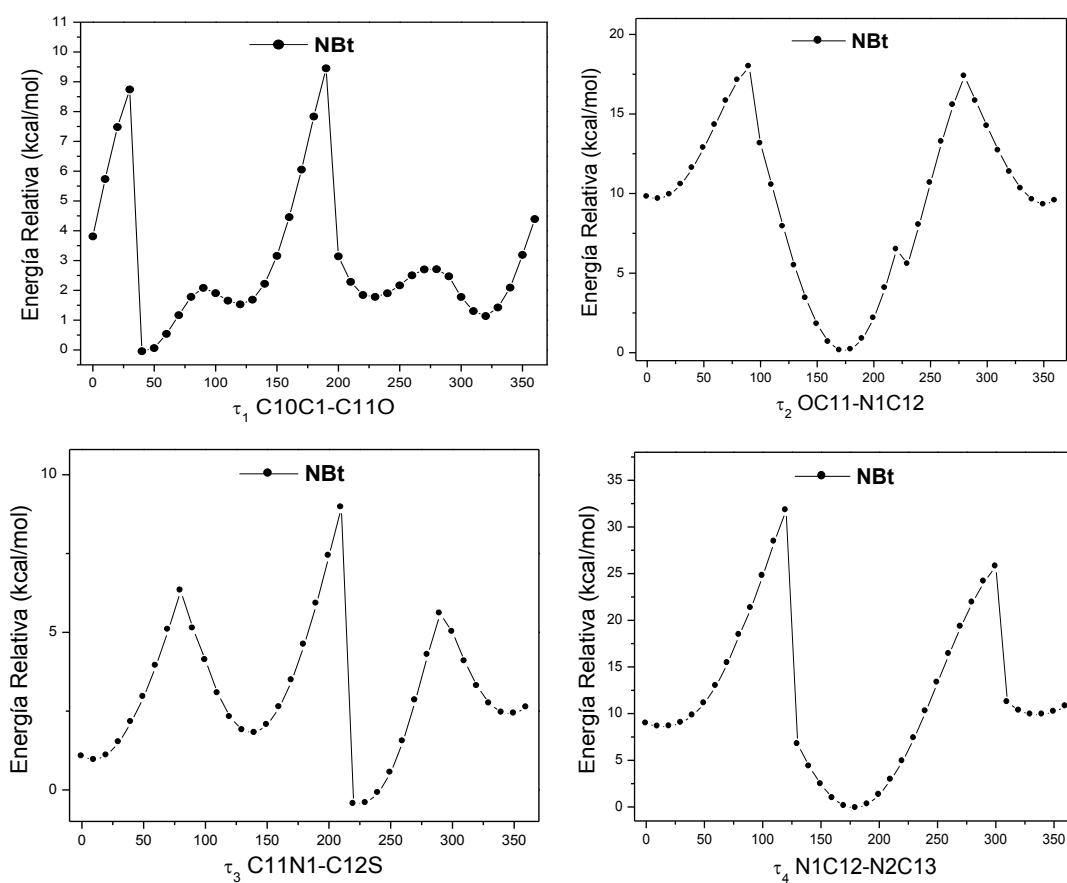 NBt
Energía Relativa (kcal/mol)
11
10
9
8
7
6
5
4
3
2
1
0
0 50 100 150 200 250 300 350
τ1 C10C1-C11O
NBt
Energía Relativa (kcal/mol)
20
15
10
5
0
0 50 100 150 200 250 300 350
τ2 OC11-N1C12
NBt
Energía Relativa (kcal/mol)
10
5
0
0 50 100 150 200 250 300 350
τ3 C11N1-C12S
NBt
Energía Relativa (kcal/mol)
35
30
25
20
15
10
5
0
0 50 100 150 200 250 300 350
τ4 N1C12-N2C13